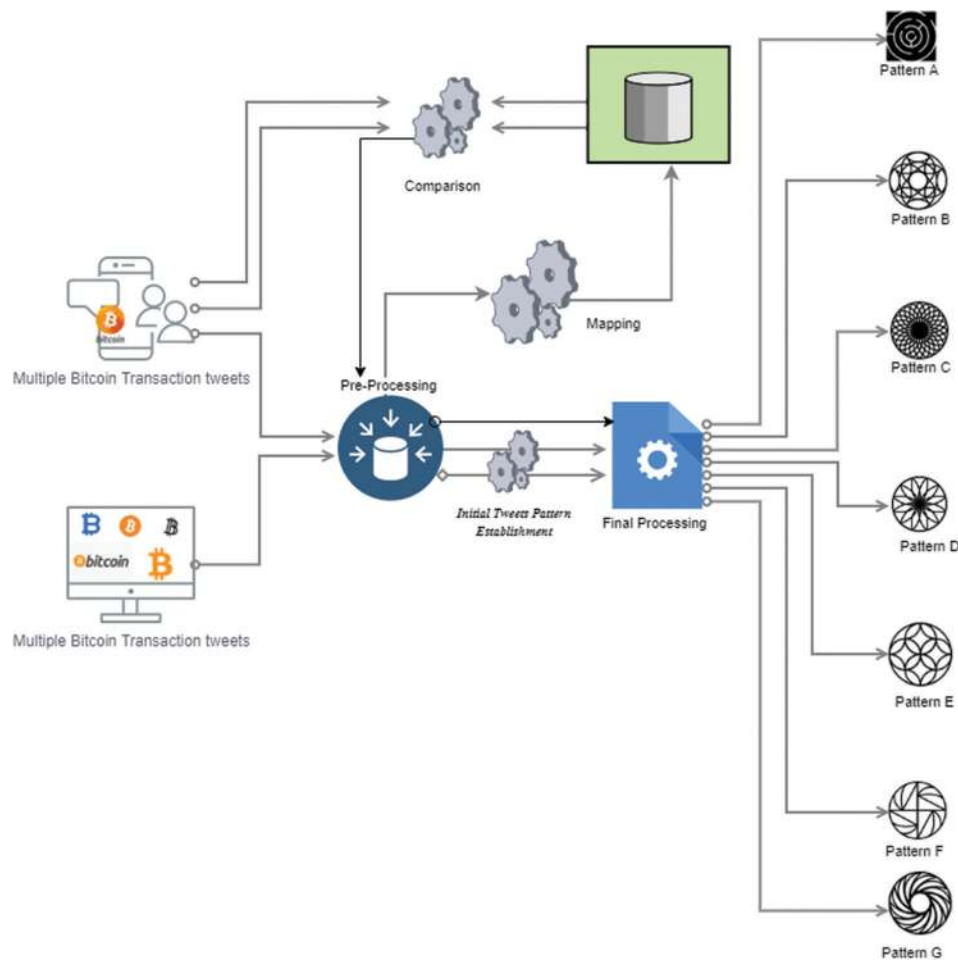 Pattern A
Comparison
Pattern B
Mapping
bitcoin
Multiple Bitcoin Transaction tweets
Pre-Processing
Pattern C
Initial Tweets Pattern
Establishment
Final Processing
bitcoin
Pattern D
Multiple Bitcoin Transaction tweets
Pattern E
Pattern F
Pattern G